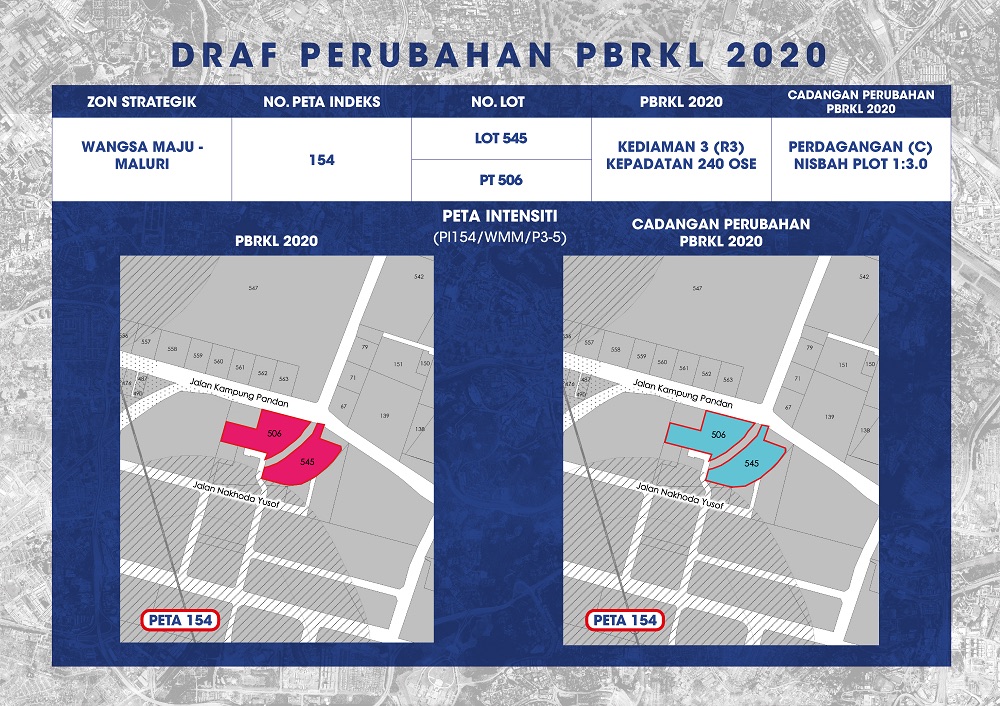 DRAF PERUBAHAN PBRKL 2020
ZON STRATEGIK
NO. PETA INDEKS
NO. LOT
PBRKL 2020
CADANGAN PERUBAHAN
PBRKL 2020
WANGSA MAJU -
MALURI
154
LOT 545
PT 506
KEDIAMAN 3 (R3)
KEPADATAN 240 OSE
PERDAGANGAN (C)
NISBAH PLOT 1:3.0
PETA INTENSITI
(PI154/WMM/P3-5)
PBRKL 2020
CADANGAN PERUBAHAN
PBRKL 2020
547
542
557
558
559
560
561
562
563
79
151
150
71
67
139
138
487
Jalan Kampung Pandan
506
545
Jalan Nakhoda Yusof
PETA 154
547
542
557
558
559
560
561
562
563
79
151
150
71
67
139
138
487
Jalan Kampung Pandan
506
545
Jalan Nakhoda Yusof
PETA 154